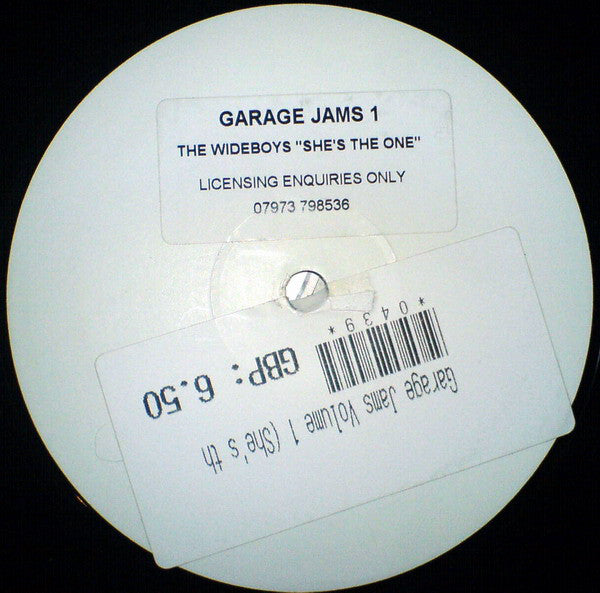 GARAGE JAMS 1
THE WIDEBOYS "SHE'S THE ONE"
LICENSING ENQUIRIES ONLY
07973 798536
Garage Jams Volume 1 (She's th
*0439*
GBP: 6.50